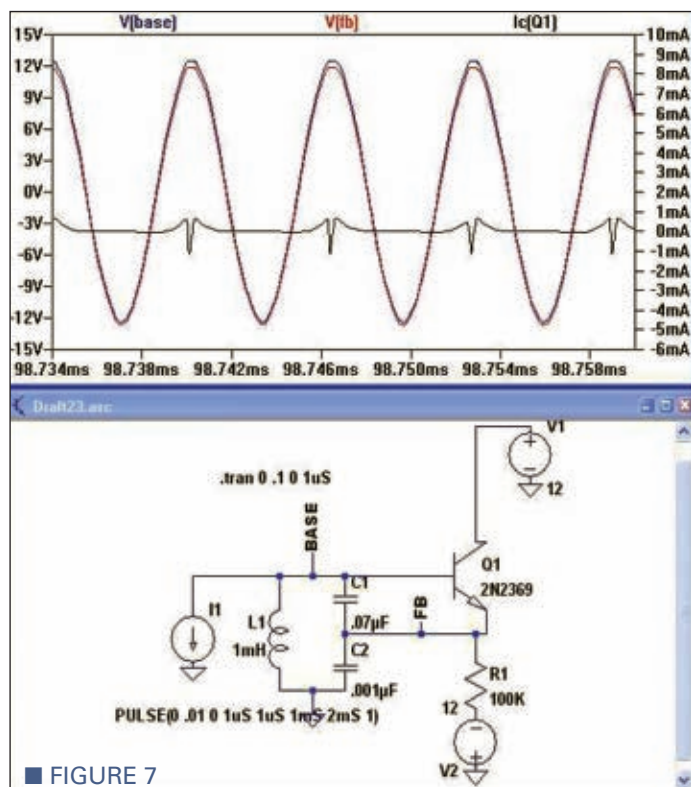 V(base) V(fb) Ic(Q1)
15V 10mA
12V 9mA
9V 8mA
6V 7mA
3V 6mA
0V 5mA
-3V 4mA
-6V 3mA
-9V 2mA
-12V 1mA
-15V 0mA
-1mA
-2mA
-3mA
-4mA
-5mA
-6mA
98.734ms 98.738ms 98.742ms 98.746ms 98.750ms 98.754ms 98.758ms
Draft23.asc
V1
12
.tran 0 .1 0 1uS
BASE
Q1
2N2369
C1
.07µF
FB
I1
L1
1mH
C2
.001µF
R1
100K
PULSE(0 .01 0 1uS 1uS 1mS 2mS 1)
12
V2
■ FIGURE 7